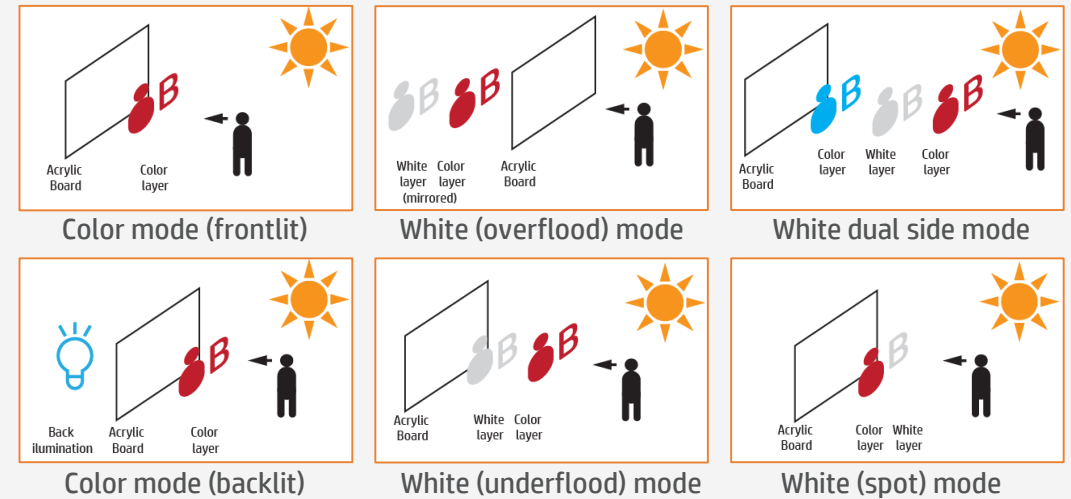 B
Acrylic Board
Color layer
Color mode (frontlit)
B B
White layer (mirrored)
Color layer
Acrylic Board
White (overflood) mode
B B B
Acrylic Board
Color layer
White layer
Color layer
White dual side mode
B
Back ilumination
Acrylic Board
Color layer
Color mode (backlit)
B B
Acrylic Board
White layer
Color layer
White (underflood) mode
B
Acrylic Board
Color layer
White layer
White (spot) mode